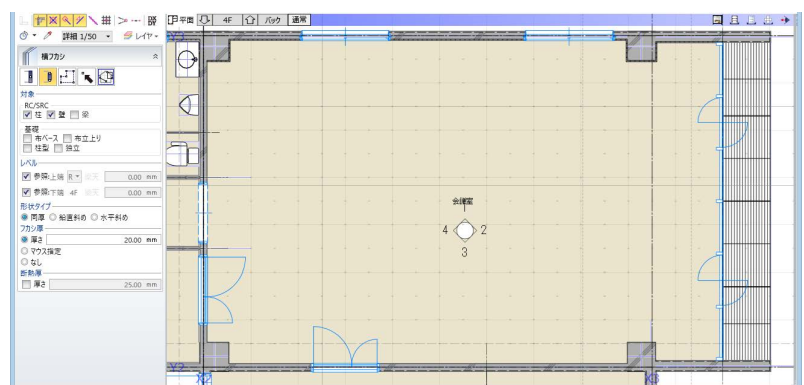 平面 4F バック 通常
詳細 1/50 レイヤ
横フカシ
対象
RC/SRC
柱 壁 梁
基礎
布ベース 布立上り
柱型 独立
レベル
参照:上端 R 0.00 mm
参照:下端 4F 0.00 mm
形状タイプ
同厚 鉛直斜め 水平斜め
フカシ厚
厚さ 20.00 mm
マウス指定
なし
断熱厚
厚さ 25.00 mm
Y3
会議室
4 2
3
Y2
X2 X3